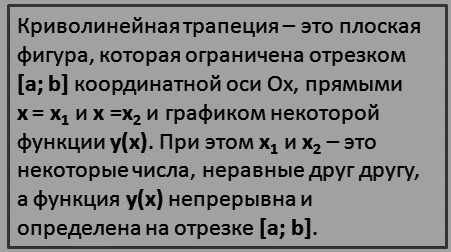 Криволинейная трапеция – это плоская
фигура, которая ограничена отрезком
[a; b] координатной оси Ох, прямыми
x = x₁ и x =x₂ и графиком некоторой
функции y(x). При этом x₁ и x₂ – это
некоторые числа, неравные друг другу,
а функция y(x) непрерывна и
определена на отрезке [a; b].